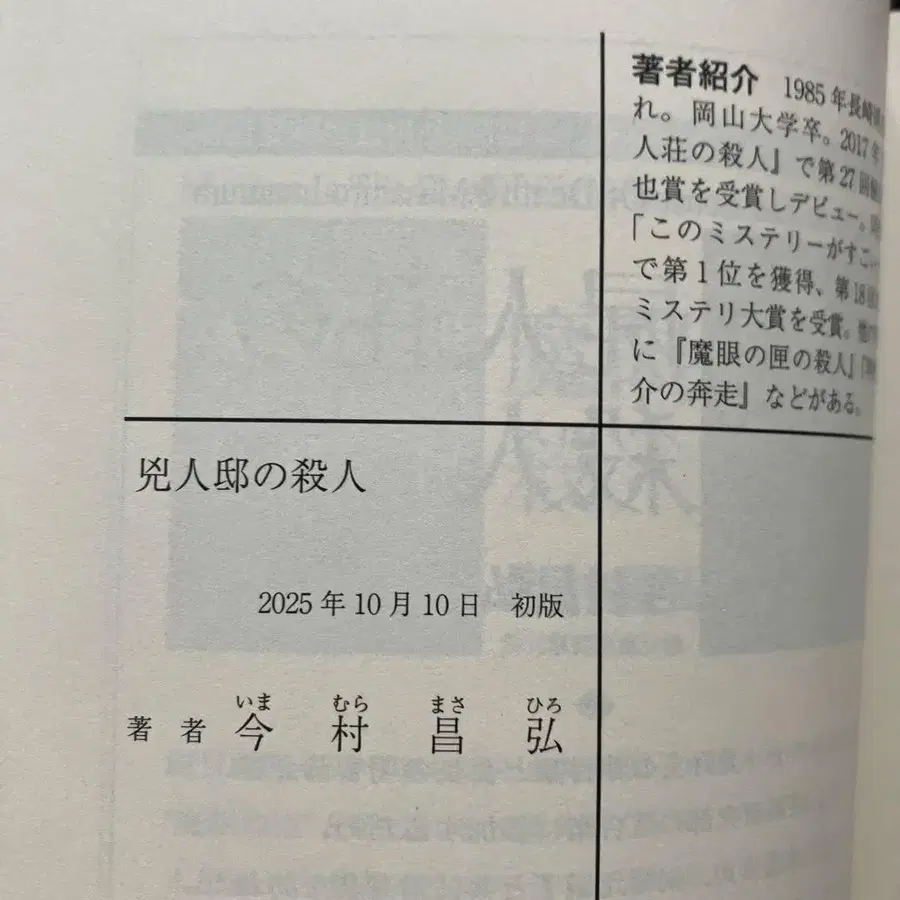 著者紹介 1985年長崎
れ。岡山大学卒。2017年
人荘の殺人』で第27回
也賞を受賞しデビュー。
「このミステリーがすご
で第1位を獲得、第18回
ミステリ大賞を受賞。他
に『魔眼の匣の殺人』
介の奔走』などがある。
兇人邸の殺人
2025年10月10日 初版
いま むら まさ ひろ
著者 今村昌弘